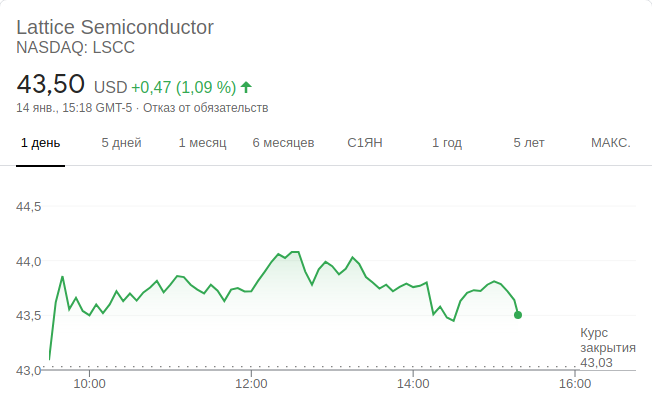 Lattice Semiconductor
NASDAQ: LSCC
43,50 USD +0,47 (1,09 %)
14 янв., 15:18 GMT-5 · Отказ от обязательств
1 день 5 дней 1 месяц 6 месяцев С1ЯН 1 год 5 лет МАКС.
44,5
44,0
43,5
Курс
закрытия
43,03
43,0
10:00 12:00 14:00 16:00